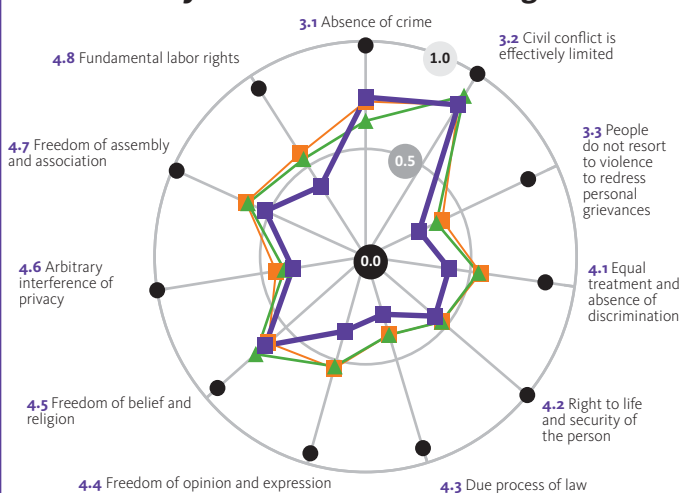 3.1 Absence of crime
3.2 Civil conflict is
effectively limited
1.0
4.8 Fundamental labor rights
3.3 People
do not resort
to violence
to redress
personal
grievances
4.7 Freedom of assembly
and association
0.5
0.0
4.1 Equal
treatment and
absence of
discrimination
4.6 Arbitrary
interference of
privacy
4.2 Right to life
and security of
the person
4.5 Freedom of belief and
religion
4.4 Freedom of opinion and expression
4.3 Due process of law